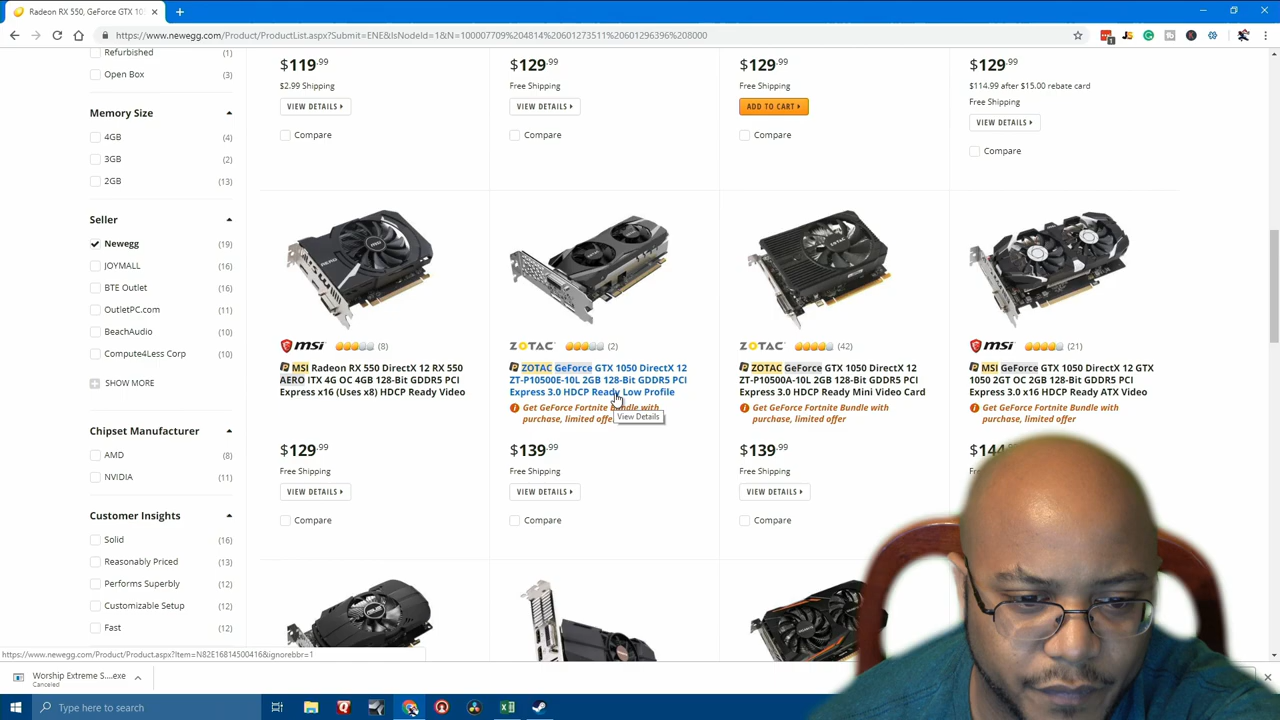 Radeon RX 550, GeForce GTX 10
https://www.newegg.com/Product/ProductList.aspx?Submit=ENE&IsNodeId=1&N=100007709%204814%20601273511%20601296396%208000
Refurbished (1)
Open Box (3)
Memory Size
4GB (4)
3GB (2)
2GB (13)
Seller
Newegg (19)
JOYMALL (16)
BTE Outlet (16)
OutletPC.com (11)
BeachAudio (10)
Compute4Less Corp (10)
SHOW MORE
Chipset Manufacturer
AMD (8)
NVIDIA (11)
Customer Insights
Solid (16)
Reasonably Priced (13)
Performs Superbly (12)
Customizable Setup (12)
Fast (12)
$119.99
$2.99 Shipping
VIEW DETAILS
Compare
$129.99
Free Shipping
VIEW DETAILS
Compare
$129.99
Free Shipping
ADD TO CART
Compare
$129.99
$114.99 after $15.00 rebate card
Free Shipping
VIEW DETAILS
Compare
msi (8)
MSI Radeon RX 550 DirectX 12 RX 550
AERO ITX 4G OC 4GB 128-Bit GDDR5 PCI
Express x16 (Uses x8) HDCP Ready Video
$129.99
Free Shipping
VIEW DETAILS
Compare
ZOTAC (2)
ZOTAC GeForce GTX 1050 DirectX 12
ZT-P10500E-10L 2GB 128-Bit GDDR5 PCI
Express 3.0 HDCP Ready Low Profile
Get GeForce Fortnite Bundle with
purchase, limited offe
View Details
$139.99
Free Shipping
VIEW DETAILS
Compare
ZOTAC (42)
ZOTAC GeForce GTX 1050 DirectX 12
ZT-P10500A-10L 2GB 128-Bit GDDR5 PCI
Express 3.0 HDCP Ready Mini Video Card
Get GeForce Fortnite Bundle with
purchase, limited offer
$139.99
Free Shipping
VIEW DETAILS
Compare
msi (21)
MSI GeForce GTX 1050 DirectX 12 GTX
1050 2GT OC 2GB 128-Bit GDDR5 PCI
Express 3.0 x16 HDCP Ready ATX Video
Get GeForce Fortnite Bundle with
purchase, limited offer
$144.99
Free Shipping
https://www.newegg.com/Product/Product.aspx?Item=N82E16814500416&ignorebbr=1
Worship Extreme S....exe
Canceled
Type here to search